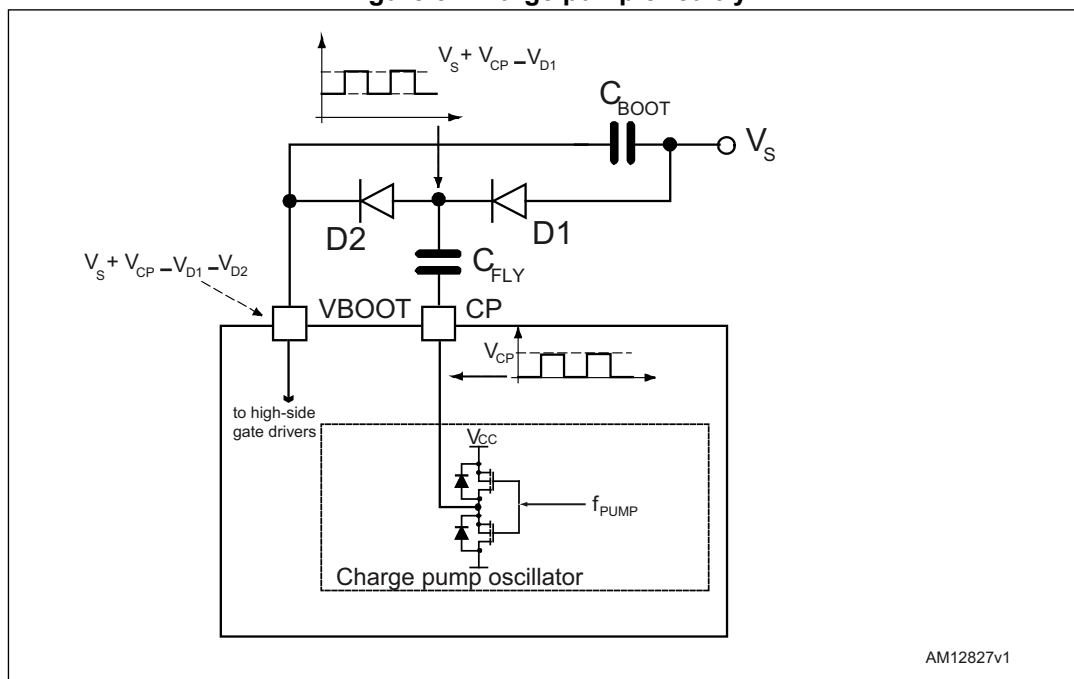 V_S + V_CP – V_D1
C_BOOT
V_S
D2
D1
C_FLY
V_S + V_CP – V_D1 – V_D2
VBOOT
CP
V_CP
to high-side
gate drivers
V_CC
f_PUMP
Charge pump oscillator
AM12827v1